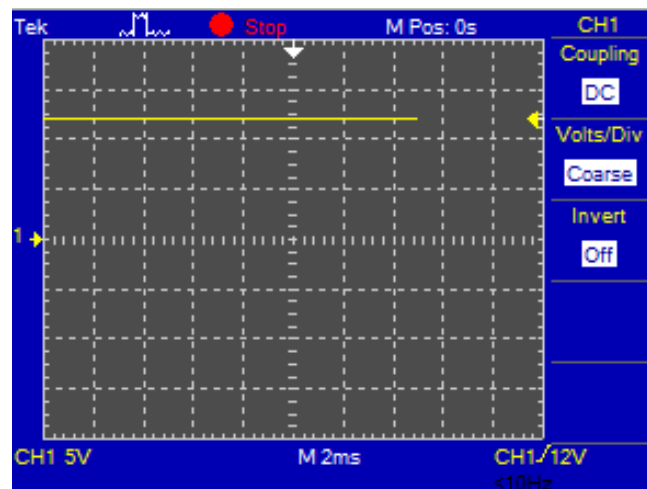 Tek Stop M Pos: 0s CH1
Coupling
DC
Volts/Div
Coarse
Invert
Off
1
CH1 5V M 2ms CH1 12V
<10Hz